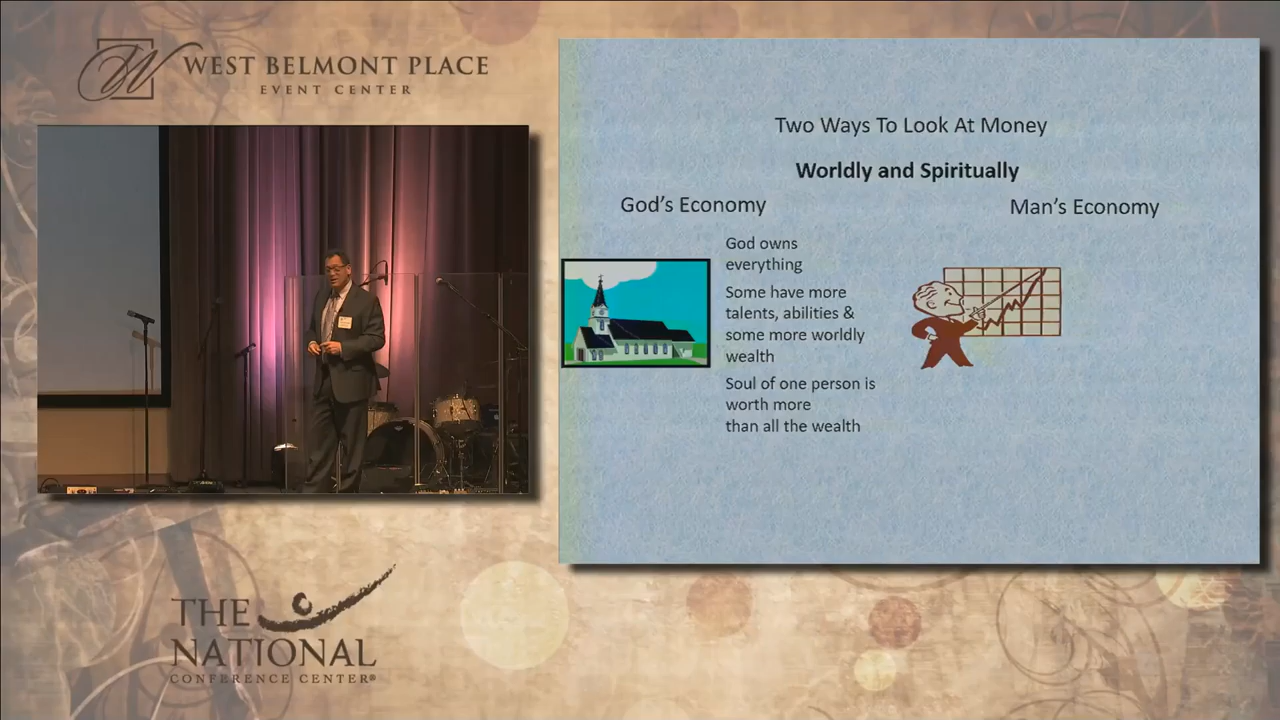 WEST BELMONT PLACE
EVENT CENTER
Two Ways To Look At Money
Worldly and Spiritually
God's Economy
Man's Economy
God owns
everything
Some have more
talents, abilities &
some more worldly
wealth
Soul of one person is
worth more
than all the wealth
THE
NATIONAL
CONFERENCE CENTER®